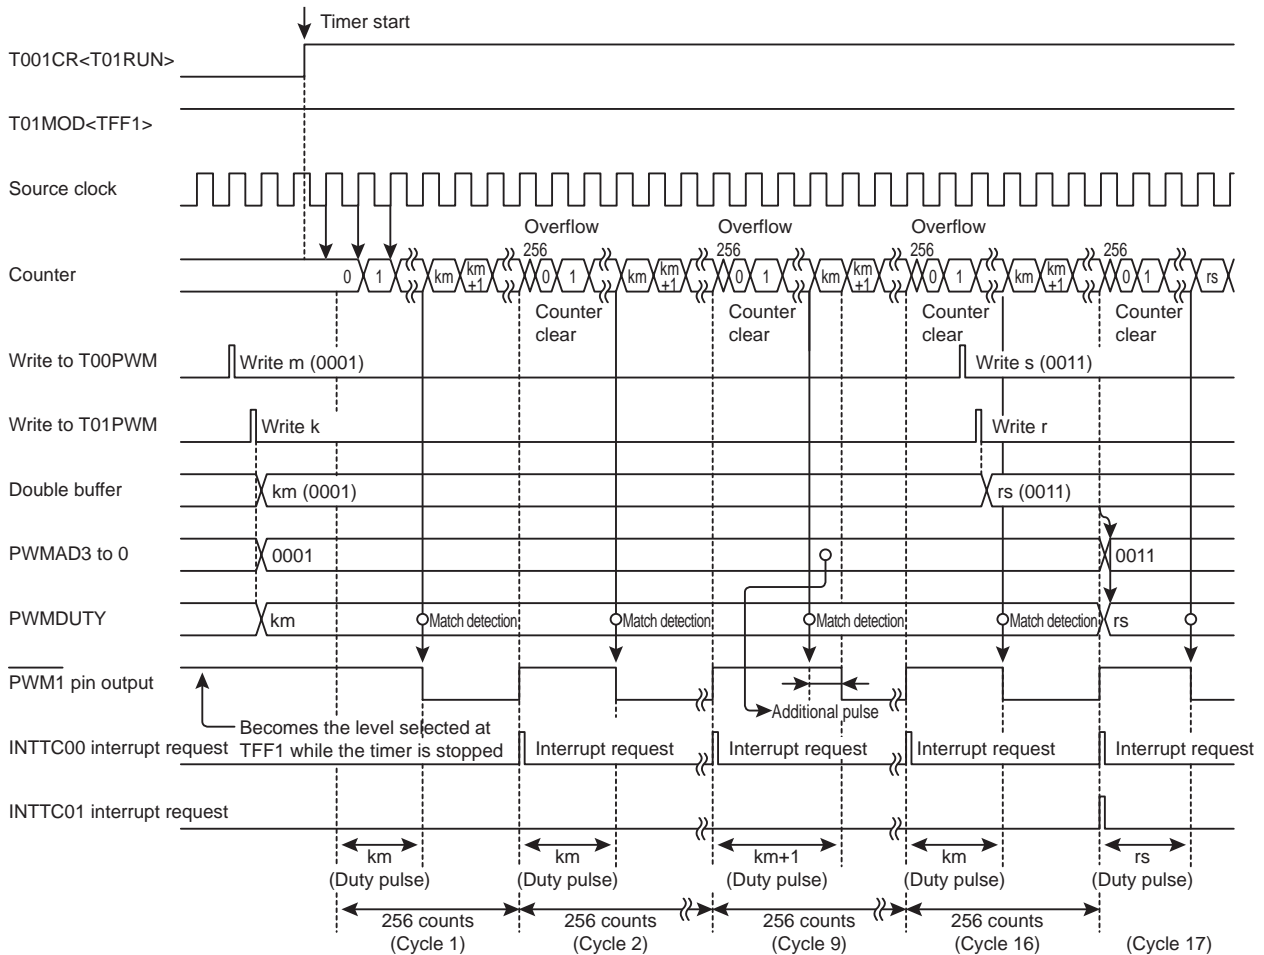 Timer start
T001CR<T01RUN>
T01MOD<TFF1>
Source clock
Overflow Overflow Overflow
256 256 256 256
Counter 0 1 km km +1 0 1 km km +1 0 1 km km +1 0 1 km km +1 0 1 rs
Counter clear Counter clear Counter clear Counter clear
Write to T00PWM Write m (0001) Write s (0011)
Write to T01PWM Write k Write r
Double buffer km (0001) rs (0011)
PWMAD3 to 0 0001 0011
PWMDUTY km Match detection Match detection Match detection Match detection rs
PWM1 pin output
Additional pulse
Becomes the level selected at
TFF1 while the timer is stopped
INTTC00 interrupt request Interrupt request Interrupt request Interrupt request Interrupt request
INTTC01 interrupt request
km km km+1 km rs
(Duty pulse) (Duty pulse) (Duty pulse) (Duty pulse) (Duty pulse)
256 counts 256 counts 256 counts 256 counts
(Cycle 1) (Cycle 2) (Cycle 9) (Cycle 16) (Cycle 17)